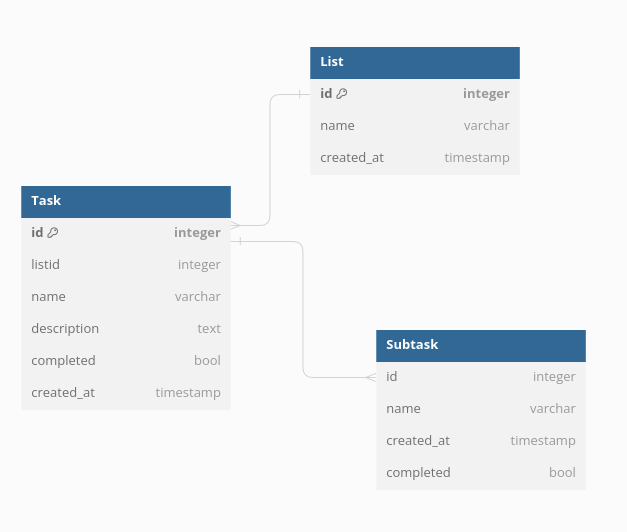 List
id integer
name varchar
created_at timestamp
Task
id integer
listid integer
name varchar
description text
completed bool
created_at timestamp
Subtask
id integer
name varchar
created_at timestamp
completed bool